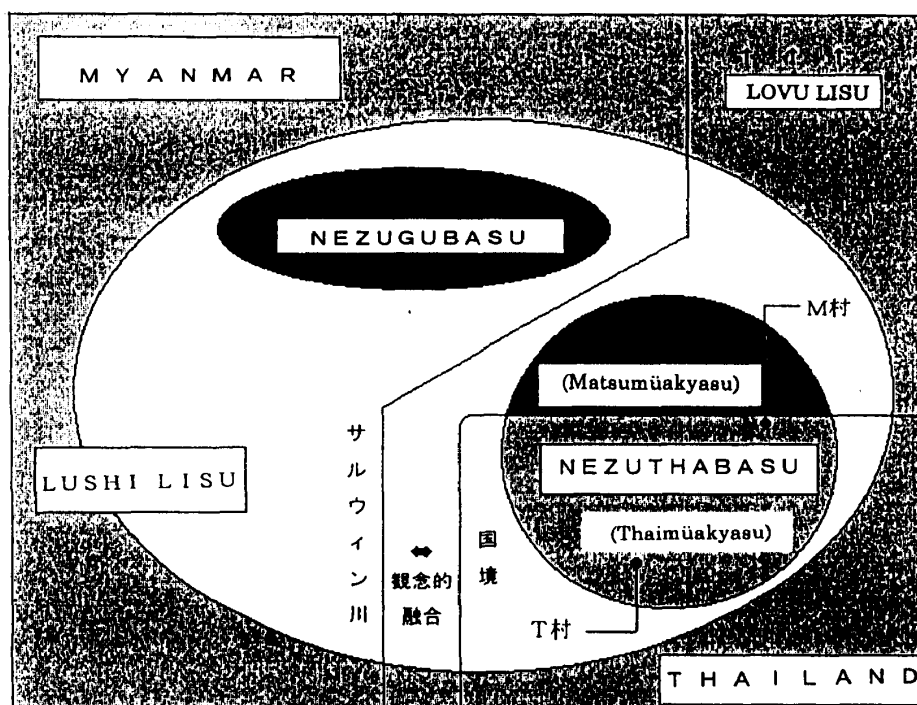 MYANMAR
LOVU LISU
NEZUGUBASU
M村
(Matsumüakyasu)
サルウィン川
国境
NEZUTHABASU
LUSHI LISU
(Thaimüakyasu)
⇔
観念的
融合
T村
THAILAND